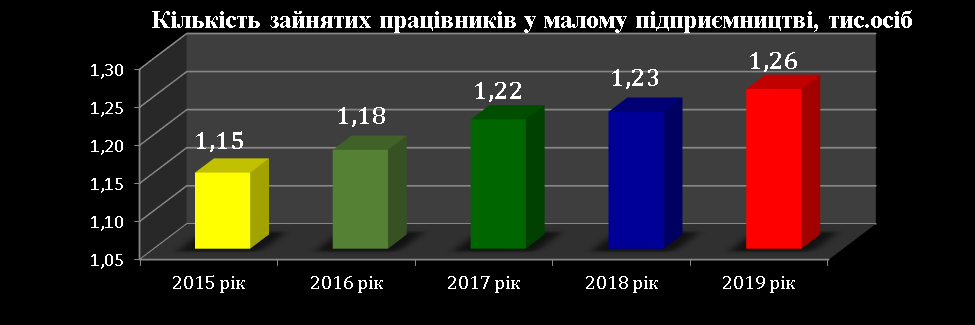 Кількість зайнятих працівників у малому підприємництві, тис.осіб
1,30
1,25
1,20
1,15
1,10
1,05
1,15
1,18
1,22
1,23
1,26
2015 рік
2016 рік
2017 рік
2018 рік
2019 рік